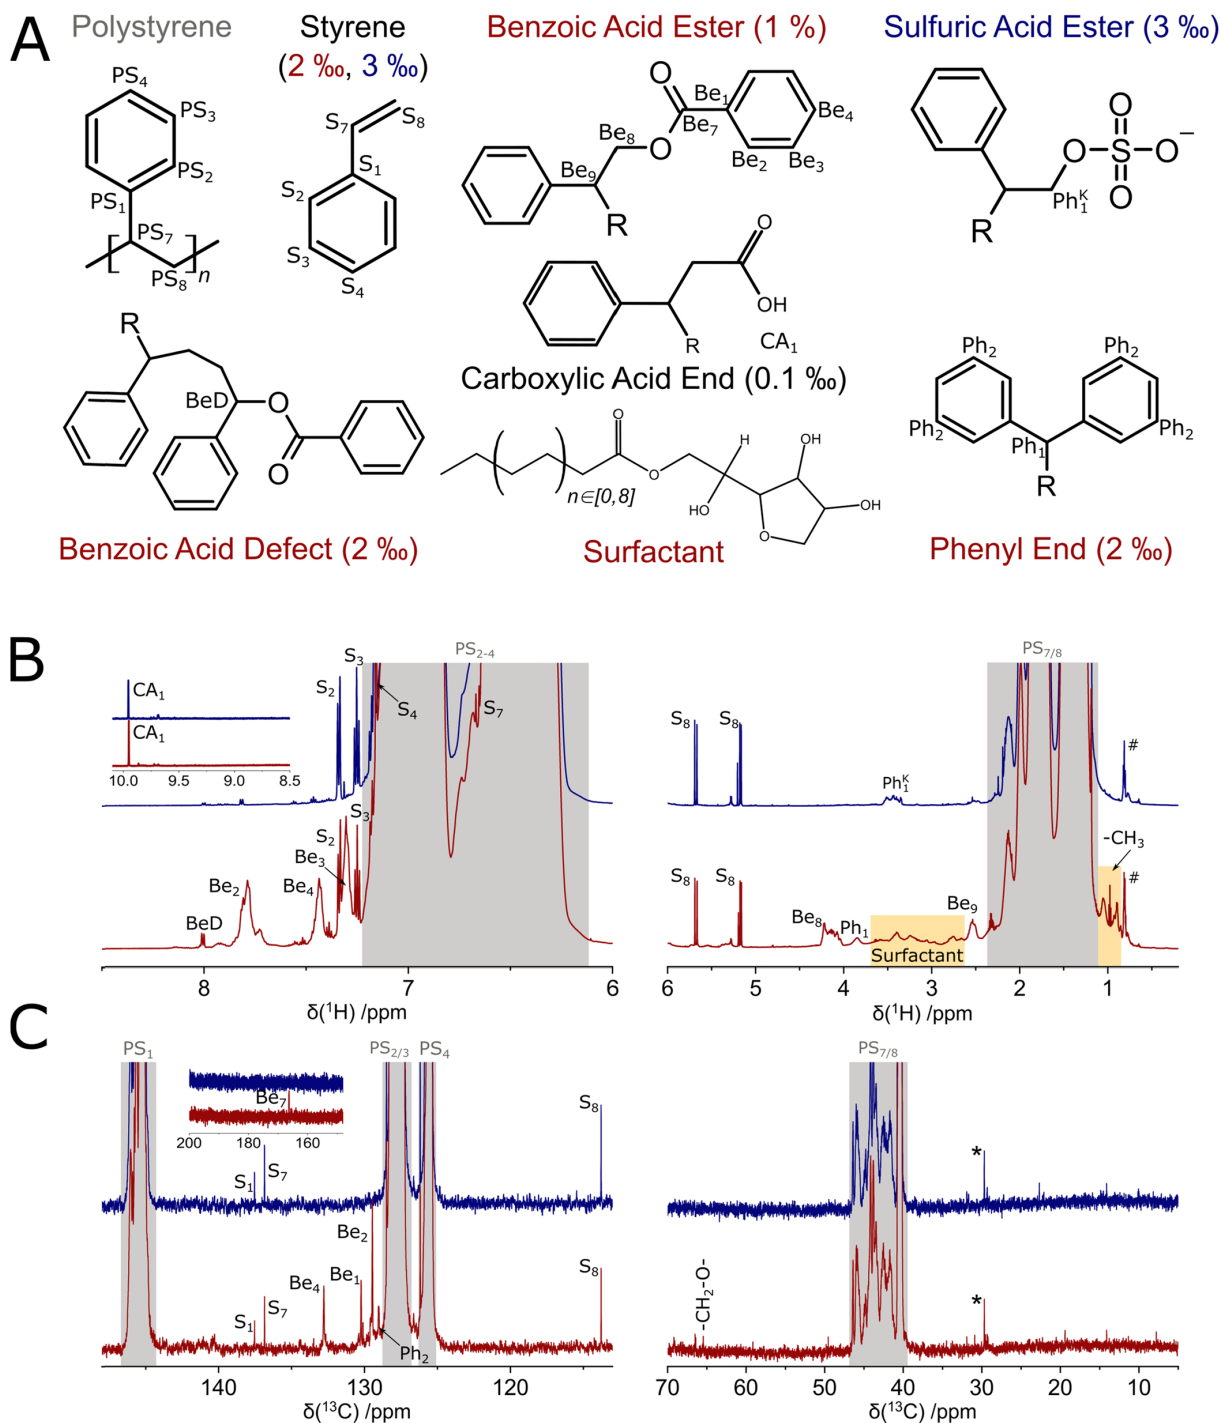 A
Polystyrene
Styrene
(2 ‰, 3 ‰)
Benzoic Acid Ester (1 %)
Sulfuric Acid Ester (3 ‰)
PS4
PS3
PS2
PS1
PS7
PS8
n
S7
S8
S1
S2
S3
S4
O
Be1
Be7
Be4
Be8
O
Be2
Be3
Be9
R
O
O
S
O
–
O
Ph1K
R
O
OH
R
CA1
Carboxylic Acid End (0.1 ‰)
R
BeD
O
O
Benzoic Acid Defect (2 ‰)
O
H
OH
O
n∈[0,8]
HO
OH
O
Surfactant
Ph2
Ph2
Ph2
Ph2
Ph1
R
Phenyl End (2 ‰)
B
PS2-4
PS7/8
CA1
CA1
10.0 9.5 9.0 8.5
S2
S3
S4
S7
S8
S8
Ph1K
#
BeD
Be2
Be4
Be3
S2
S3
S8
S8
Be8
Ph1
Surfactant
Be9
-CH3
#
8 7 6
δ(1H) /ppm
6 5 4 3 2 1
δ(1H) /ppm
C
PS1
PS2/3
PS4
PS7/8
Be7
200 180 160
S1
S7
S8
*
S1
S7
Be4
Be1
Be2
Ph2
S8
-CH2-O-
*
140 130 120
δ(13C) /ppm
70 60 50 40 30 20 10
δ(13C) /ppm